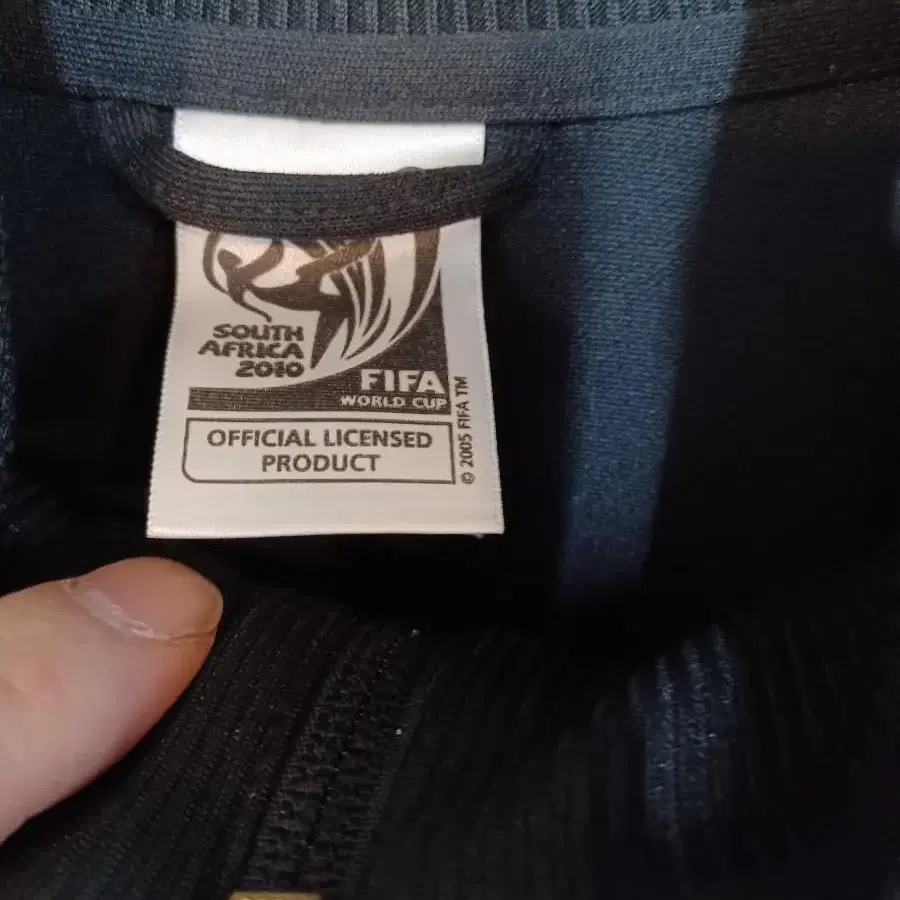 SOUTH
AFRICA
2010
FIFA
WORLD CUP
OFFICIAL LICENSED
PRODUCT
© 2005 FIFA TM